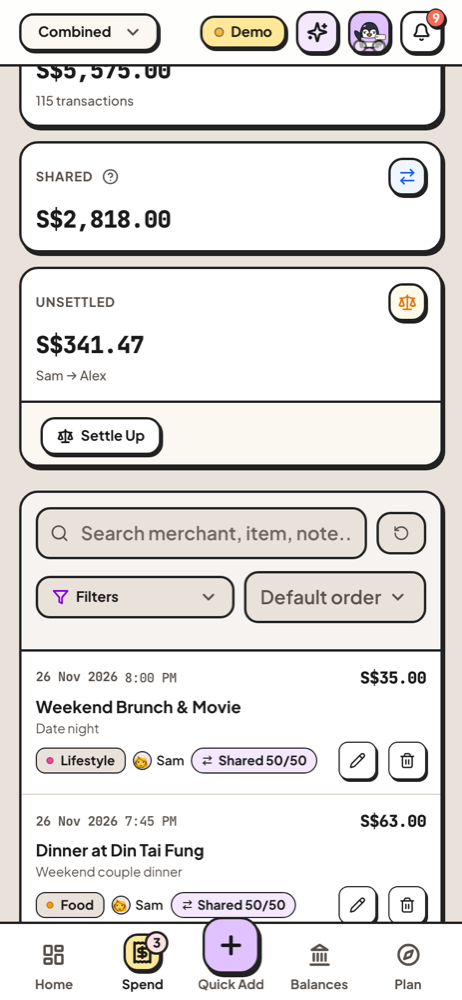 Combined
Demo
9
S$5,575.00
115 transactions
SHARED ?
S$2,818.00
UNSETTLED
S$341.47
Sam → Alex
Settle Up
Search merchant, item, note..
Filters
Default order
26 Nov 2026 8:00 PM
S$35.00
Weekend Brunch & Movie
Date night
Lifestyle
Sam
Shared 50/50
26 Nov 2026 7:45 PM
S$63.00
Dinner at Din Tai Fung
Weekend couple dinner
Food
Sam
Shared 50/50
Home
3
Spend
Quick Add
Balances
Plan